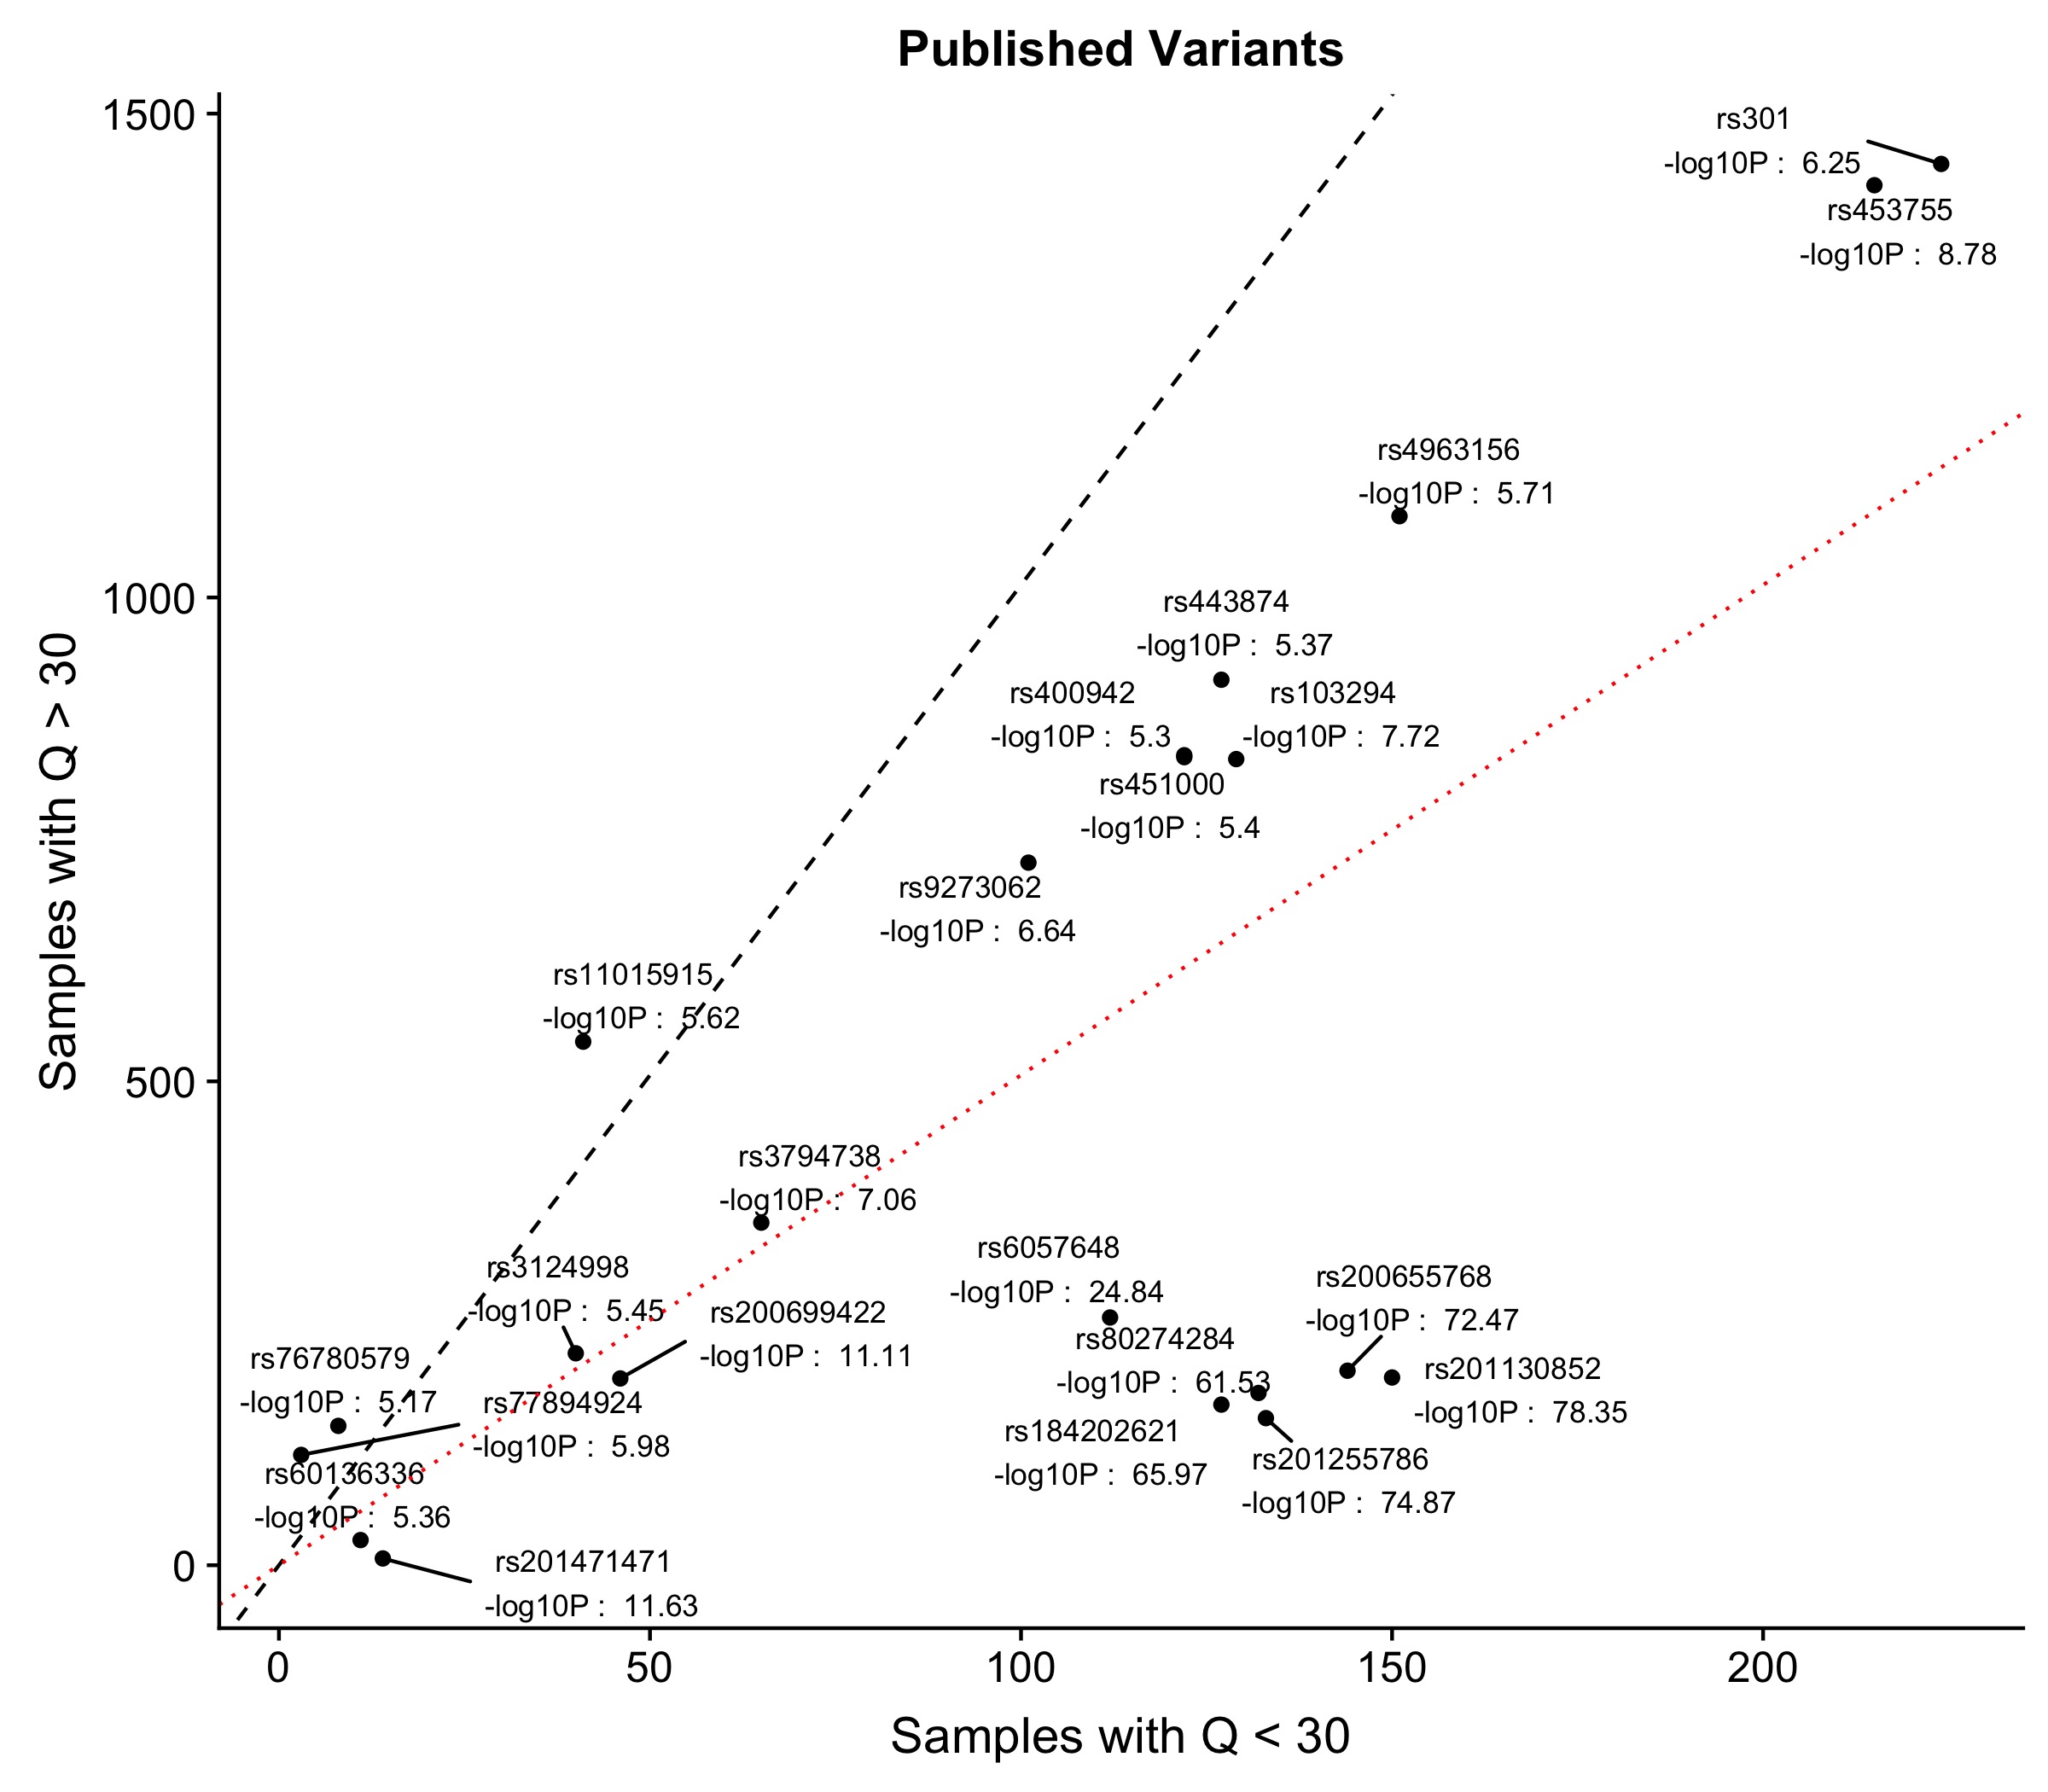 Published Variants
1500
rs301
-log10P : 6.25
rs453755
-log10P : 8.78
rs4963156
-log10P : 5.71
1000
rs443874
-log10P : 5.37
rs400942
-log10P : 5.3
rs103294
-log10P : 7.72
rs451000
-log10P : 5.4
rs9273062
-log10P : 6.64
rs11015915
-log10P : 5.62
500
rs3794738
-log10P : 7.06
rs3124998
-log10P : 5.45
rs6057648
-log10P : 24.84
rs200655768
-log10P : 72.47
rs200699422
-log10P : 11.11
rs80274284
-log10P : 61.53
rs76780579
-log10P : 5.17
rs201130852
-log10P : 78.35
rs77894924
-log10P : 5.98
rs184202621
-log10P : 65.97
rs201255786
-log10P : 74.87
rs60136336
-log10P : 5.36
rs201471471
-log10P : 11.63
0
0 50 100 150 200
Samples with Q < 30
Samples with Q > 30